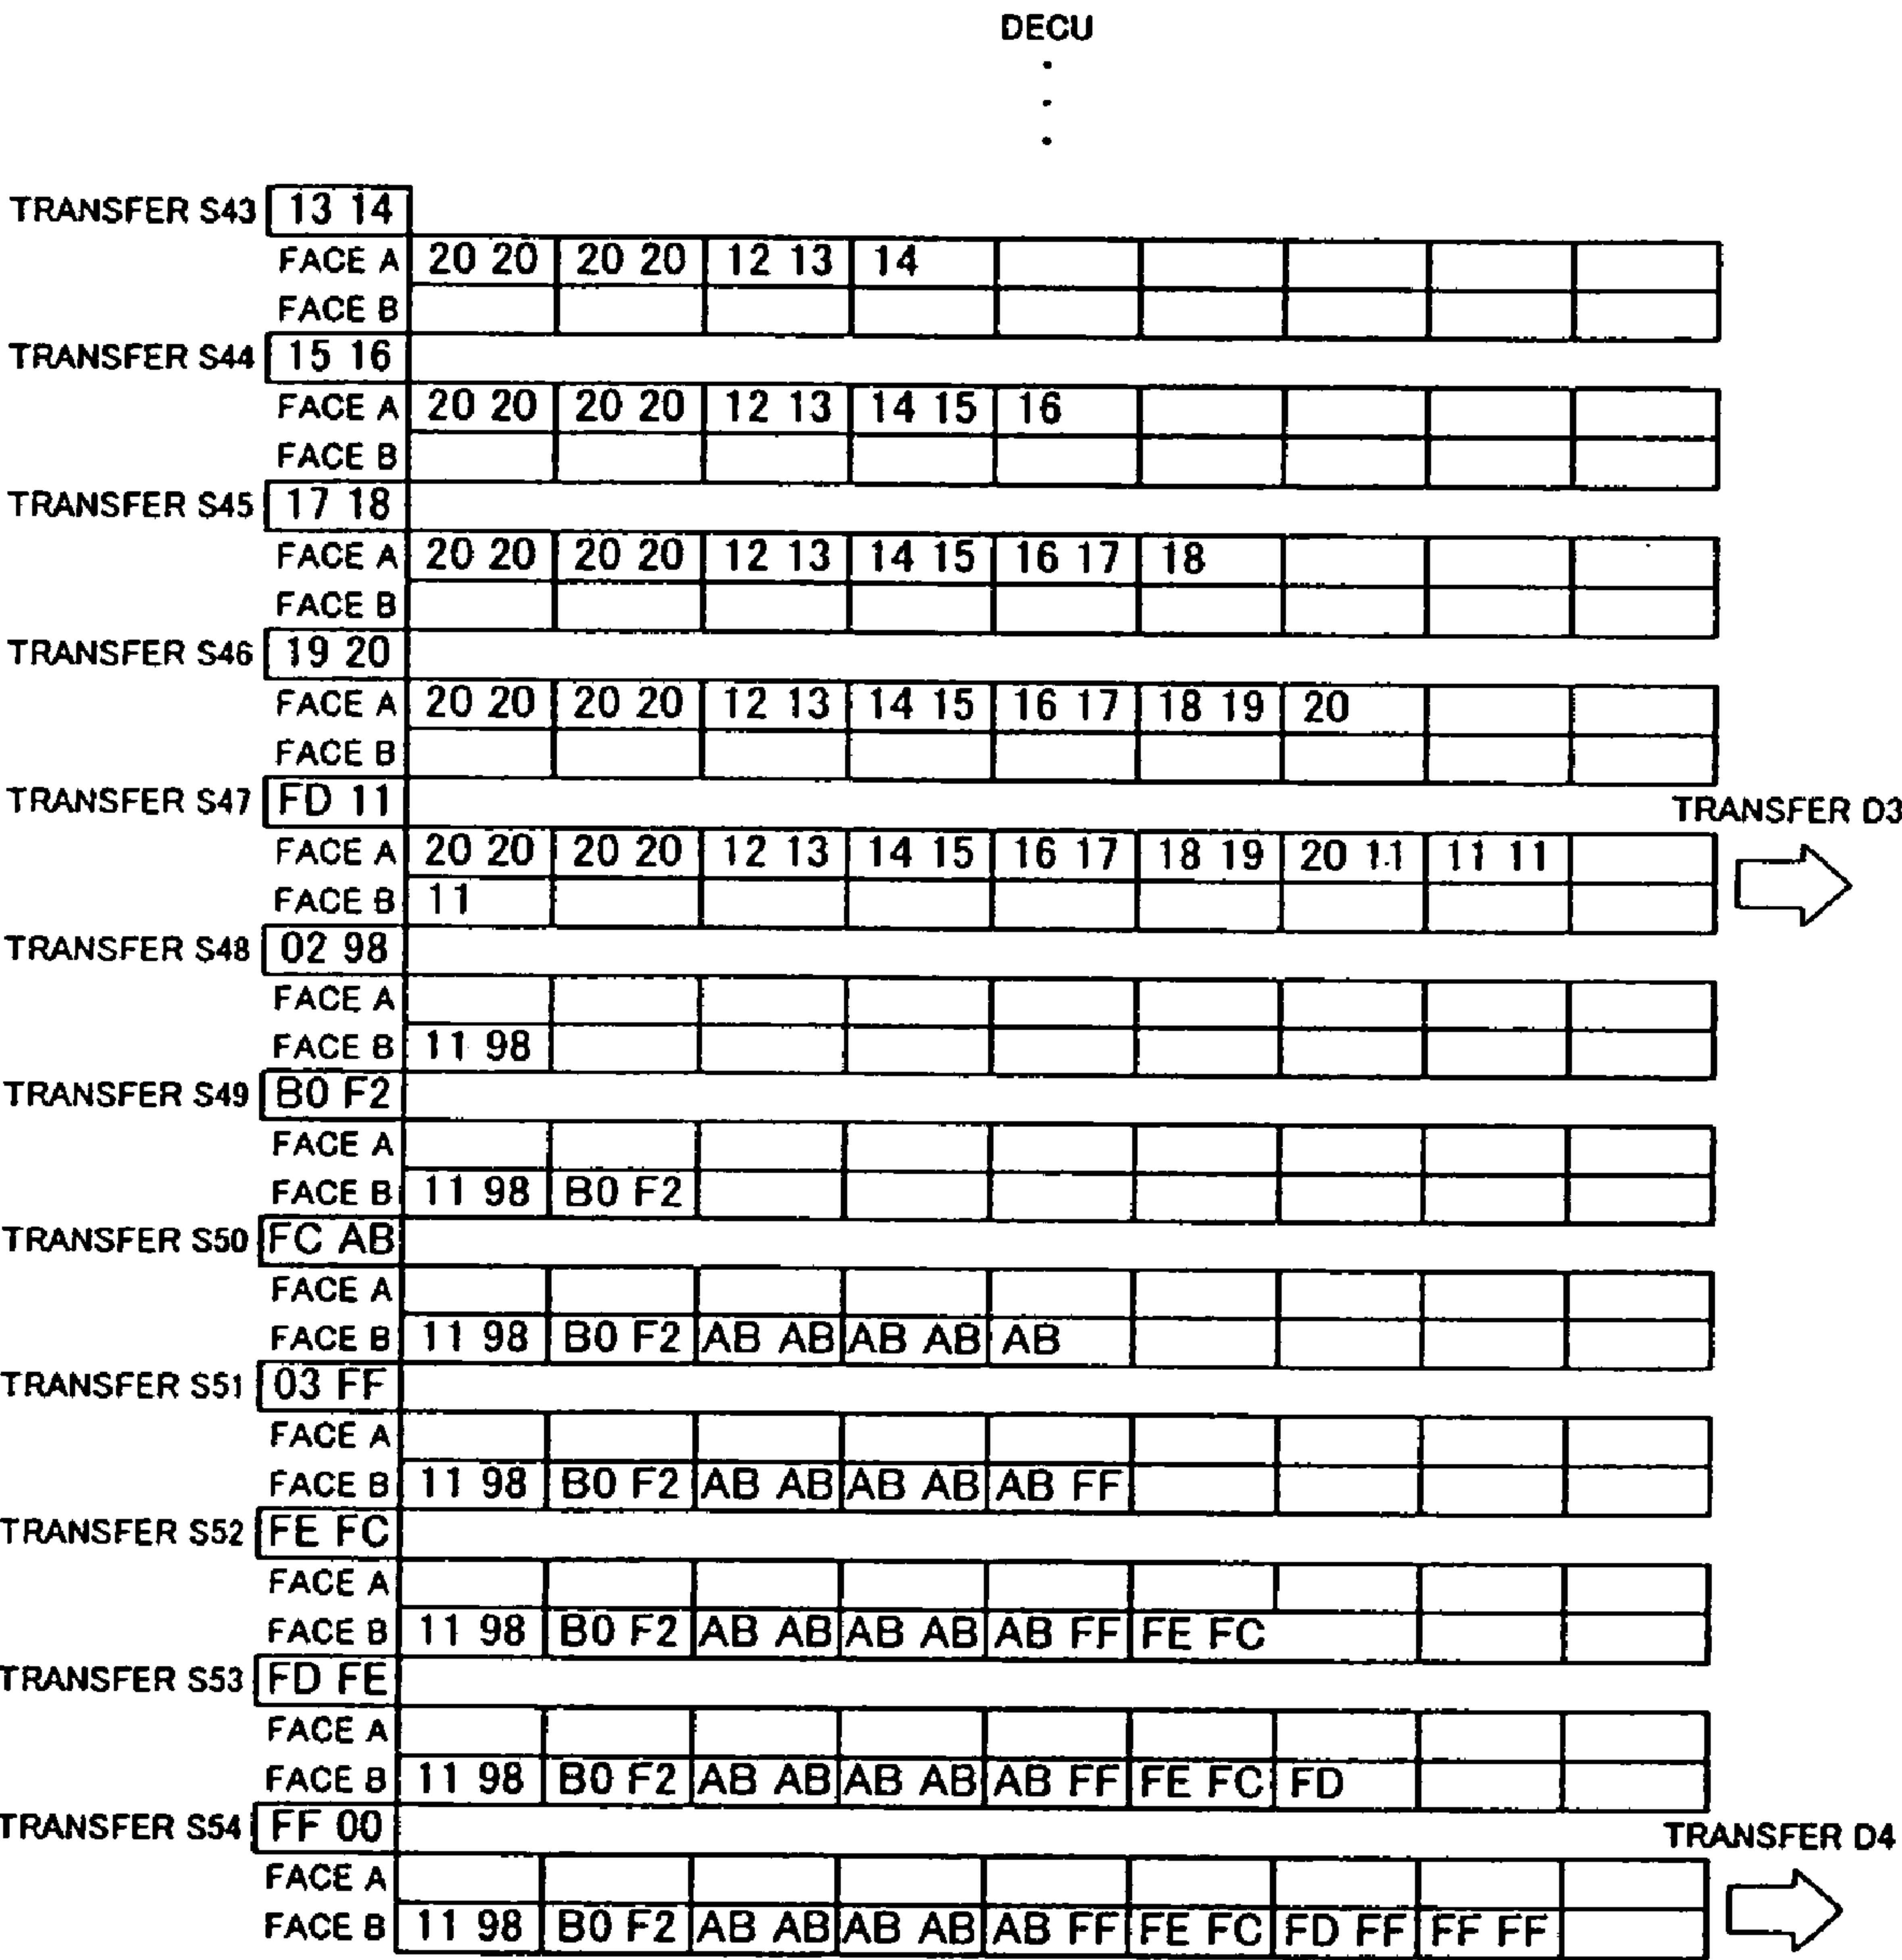 DECU
TRANSFER S43 13 14
FACE A 20 20 20 20 12 13 14
FACE B
TRANSFER S44 15 16
FACE A 20 20 20 20 12 13 14 15 16
FACE B
TRANSFER S45 17 18
FACE A 20 20 20 20 12 13 14 15 16 17 18
FACE B
TRANSFER S46 19 20
FACE A 20 20 20 20 12 13 14 15 16 17 18 19 20
FACE B
TRANSFER S47 FD 11 TRANSFER D3
FACE A 20 20 20 20 12 13 14 15 16 17 18 19 20 11 11 11
FACE B 11
TRANSFER S48 02 98
FACE A
FACE B 11 98
TRANSFER S49 B0 F2
FACE A
FACE B 11 98 B0 F2
TRANSFER S50 FC AB
FACE A
FACE B 11 98 B0 F2 AB AB AB AB AB
TRANSFER S51 03 FF
FACE A
FACE B 11 98 B0 F2 AB AB AB AB AB FF
TRANSFER S52 FE FC
FACE A
FACE B 11 98 B0 F2 AB AB AB AB AB FF FE FC
TRANSFER S53 FD FE
FACE A
FACE B 11 98 B0 F2 AB AB AB AB AB FF FE FC FD
TRANSFER S54 FF 00 TRANSFER D4
FACE A
FACE B 11 98 B0 F2 AB AB AB AB AB FF FE FC FD FF FF FF